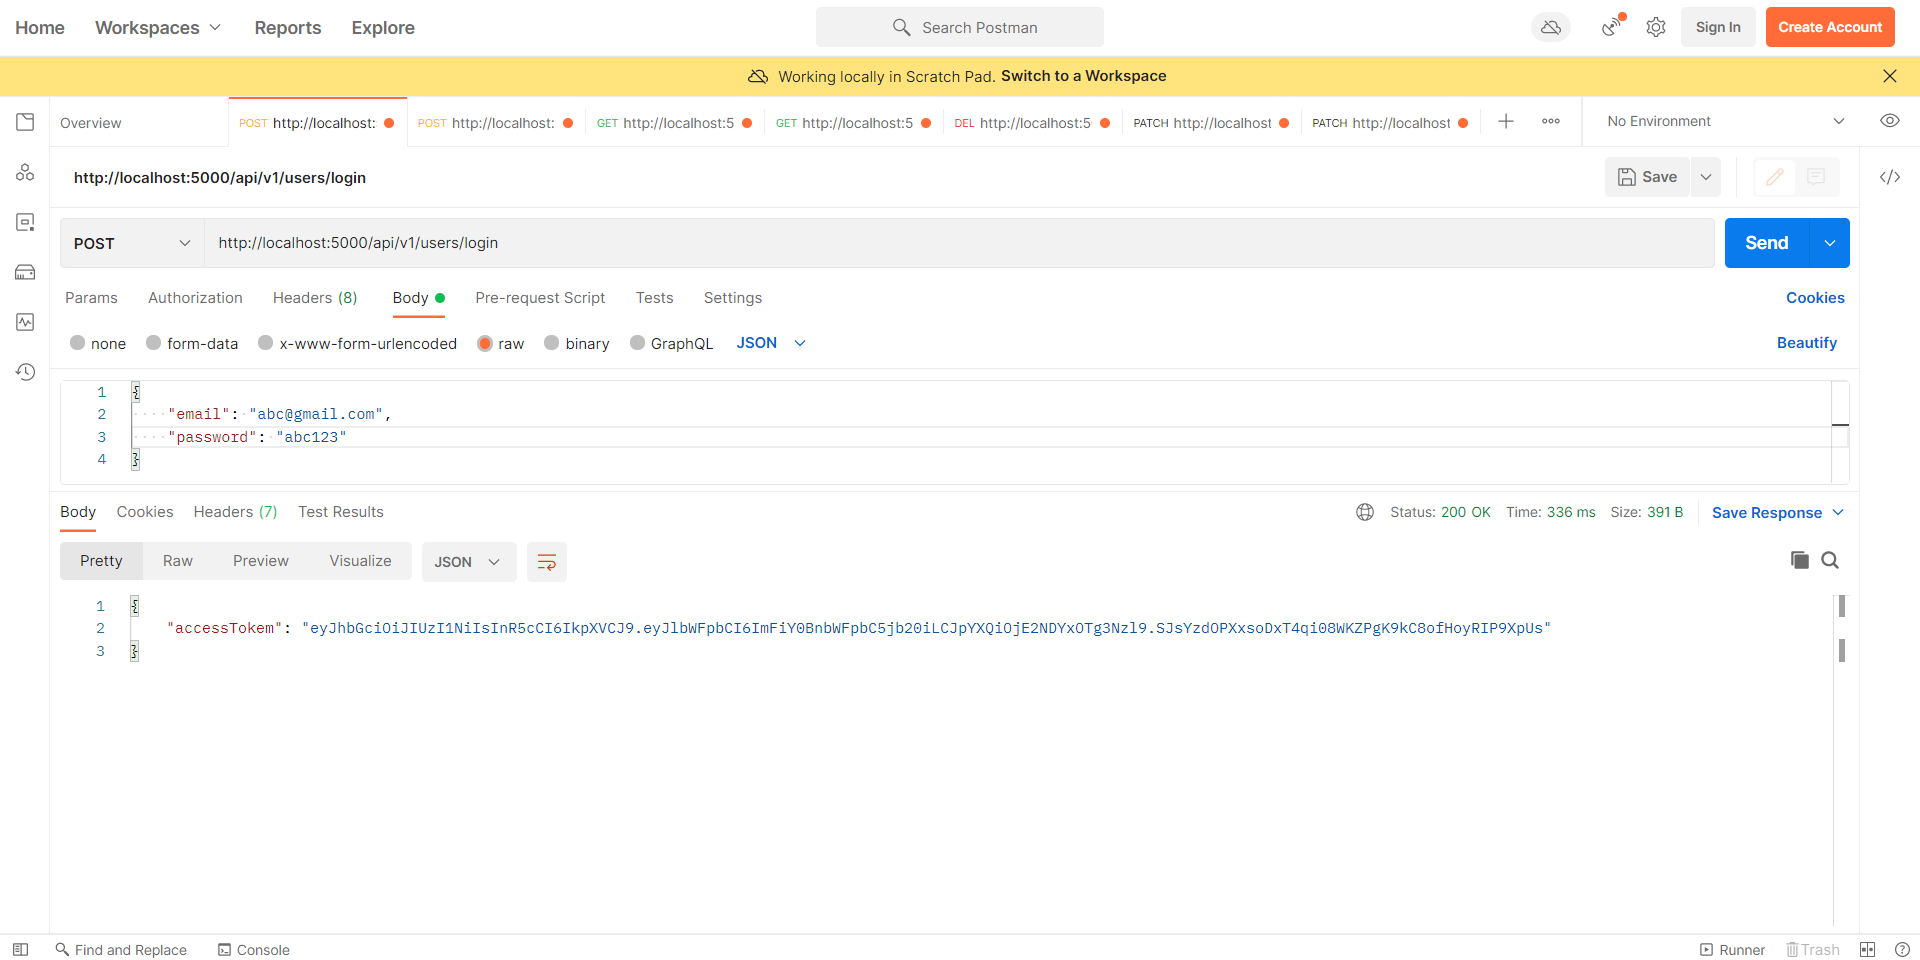 Home Workspaces Reports Explore Search Postman Sign In Create Account
Working locally in Scratch Pad. Switch to a Workspace
Overview POST http://localhost: POST http://localhost: GET http://localhost:5 GET http://localhost:5 DEL http://localhost:5 PATCH http://localhost PATCH http://localhost No Environment
http://localhost:5000/api/v1/users/login Save
POST http://localhost:5000/api/v1/users/login Send
Params Authorization Headers (8) Body Pre-request Script Tests Settings Cookies
none form-data x-www-form-urlencoded raw binary GraphQL JSON Beautify
1 {
2 "email": "abc@gmail.com",
3 "password": "abc123"
4 }
Body Cookies Headers (7) Test Results Status: 200 OK Time: 336 ms Size: 391 B Save Response
Pretty Raw Preview Visualize JSON
1 {
2 "accessTokem": "eyJhbGciOiJIUzI1NiIsInR5cCI6IkpXVCJ9.eyJlbWFpbCI6ImFiY0BnbWFpbC5jb20iLCJpYXQiOjE2NDYxOTg3Nzl9.SJsYzdOPXxsoDxT4qi08WKZPgK9kC8ofHoyRIP9XpUs"
3 }
Find and Replace Console Runner Trash